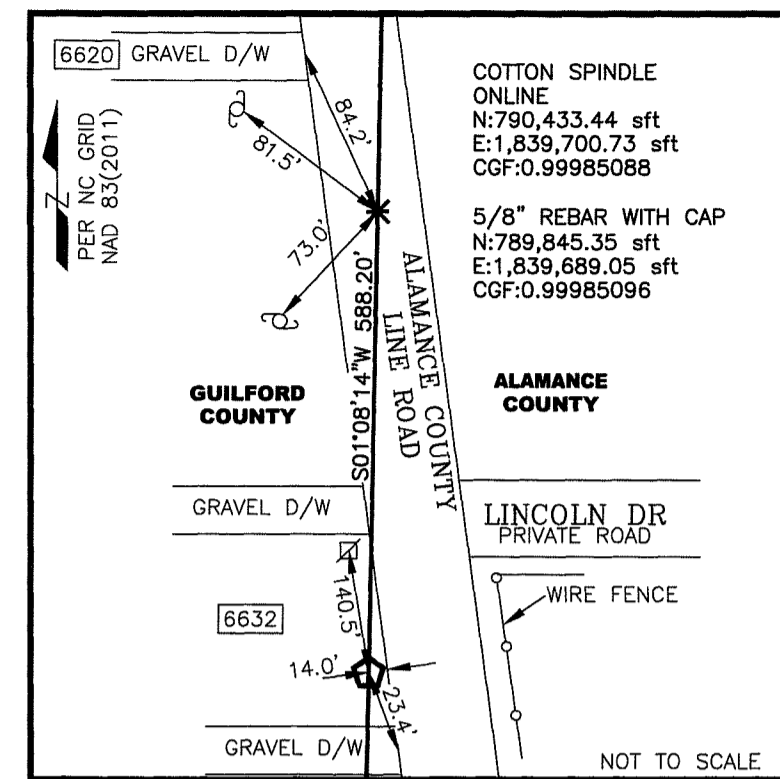 6620 GRAVEL D/W
Z
PER NC GRID
NAD 83(2011)
84.2'
81.5'
73.0'
COTTON SPINDLE
ONLINE
N:790,433.44 sft
E:1,839,700.73 sft
CGF:0.99985088
5/8" REBAR WITH CAP
N:789,845.35 sft
E:1,839,689.05 sft
CGF:0.99985096
S01°08'14"W 588.20'
ALAMANCE COUNTY
LINE ROAD
GUILFORD
COUNTY
ALAMANCE
COUNTY
GRAVEL D/W
LINCOLN DR
PRIVATE ROAD
140.5'
WIRE FENCE
6632
14.0'
23.4'
GRAVEL D/W
NOT TO SCALE